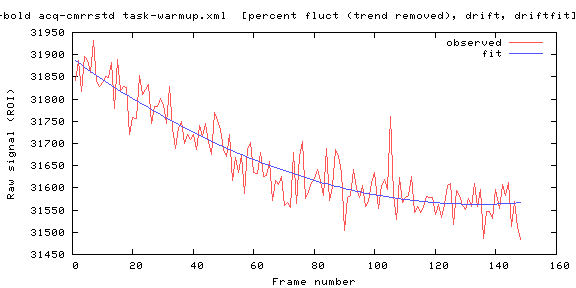 -bold acq-cmrrstd task-warmup.xml [percent fluct (trend removed), drift, driftfit]
31950
31900
31850
31800
31750
31700
31650
31600
31550
31500
31450
Raw signal (ROI)
observed
fit
0 20 40 60 80 100 120 140 160
Frame number